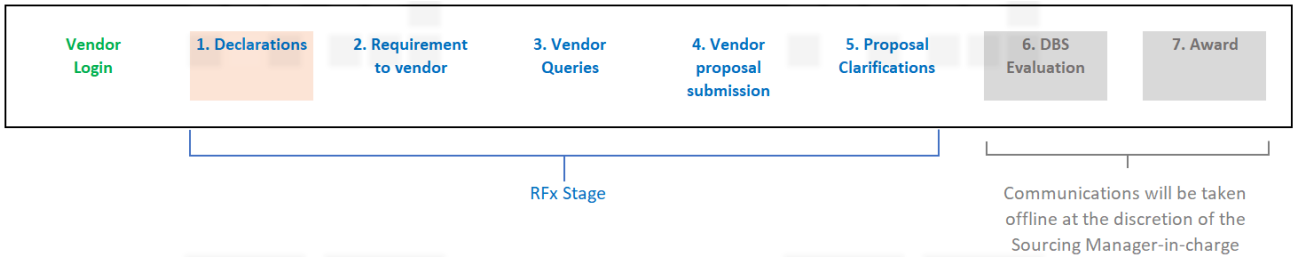 Vendor
Login
1. Declarations
2. Requirement
to vendor
3. Vendor
Queries
4. Vendor
proposal
submission
5. Proposal
Clarifications
6. DBS
Evaluation
7. Award
RFx Stage
Communications will be taken
offline at the discretion of the
Sourcing Manager-in-charge